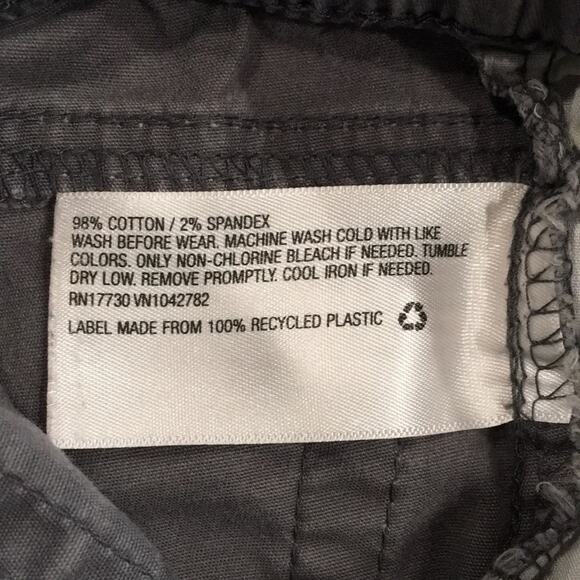 98% COTTON / 2% SPANDEX
WASH BEFORE WEAR. MACHINE WASH COLD WITH LIKE
COLORS. ONLY NON-CHLORINE BLEACH IF NEEDED. TUMBLE
DRY LOW. REMOVE PROMPTLY. COOL IRON IF NEEDED.
RN17730 VN1042782
LABEL MADE FROM 100% RECYCLED PLASTIC